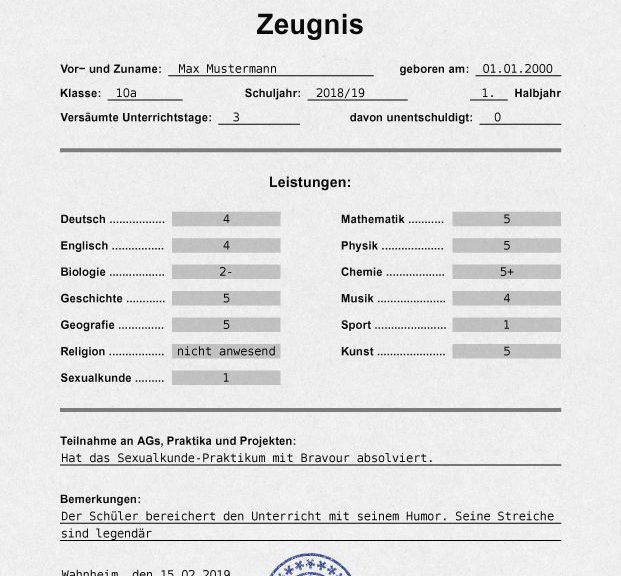 Zeugnis
Vor- und Zuname: Max Mustermann geboren am: 01.01.2000
Klasse: 10a Schuljahr: 2018/19 1. Halbjahr
Versäumte Unterrichtstage: 3 davon unentschuldigt: 0
Leistungen:
Deutsch ................. 4 Mathematik ........... 5
Englisch ................ 4 Physik ................... 5
Biologie ................. 2- Chemie .................. 5+
Geschichte ............ 5 Musik ..................... 4
Geografie .............. 5 Sport ...................... 1
Religion ................ nicht anwesend Kunst ..................... 5
Sexualkunde ......... 1
Teilnahme an AGs, Praktika und Projekten:
Hat das Sexualkunde-Praktikum mit Bravour absolviert.
Bemerkungen:
Der Schüler bereichert den Unterricht mit seinem Humor. Seine Streiche
sind legendär
Wahnheim, den 15.02.2019